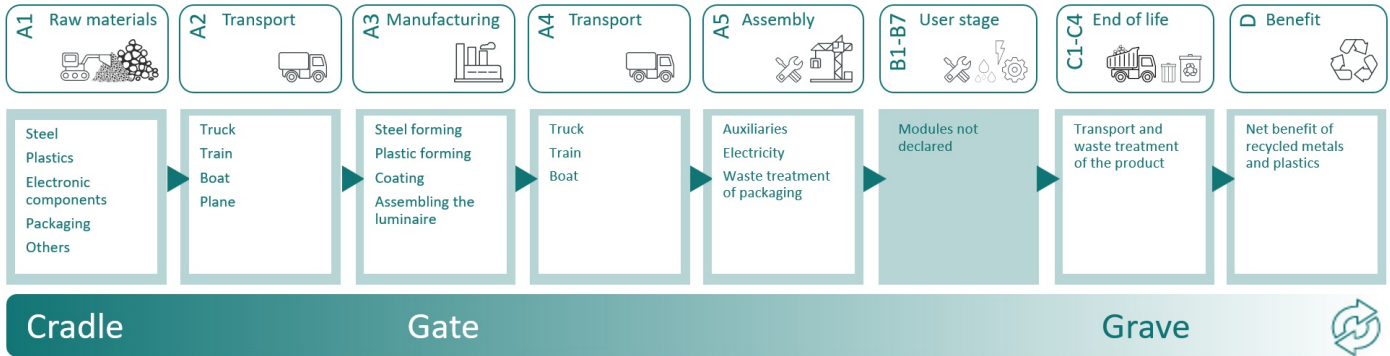 A1 Raw materials
A2 Transport
A3 Manufacturing
A4 Transport
A5 Assembly
B1-B7 User stage
C1-C4 End of life
D Benefit
Steel
Plastics
Electronic
components
Packaging
Others
Truck
Train
Boat
Plane
Steel forming
Plastic forming
Coating
Assembling the
luminaire
Truck
Train
Boat
Auxiliaries
Electricity
Waste treatment
of packaging
Modules not
declared
Transport and
waste treatment
of the product
Net benefit of
recycled metals
and plastics
Cradle
Gate
Grave